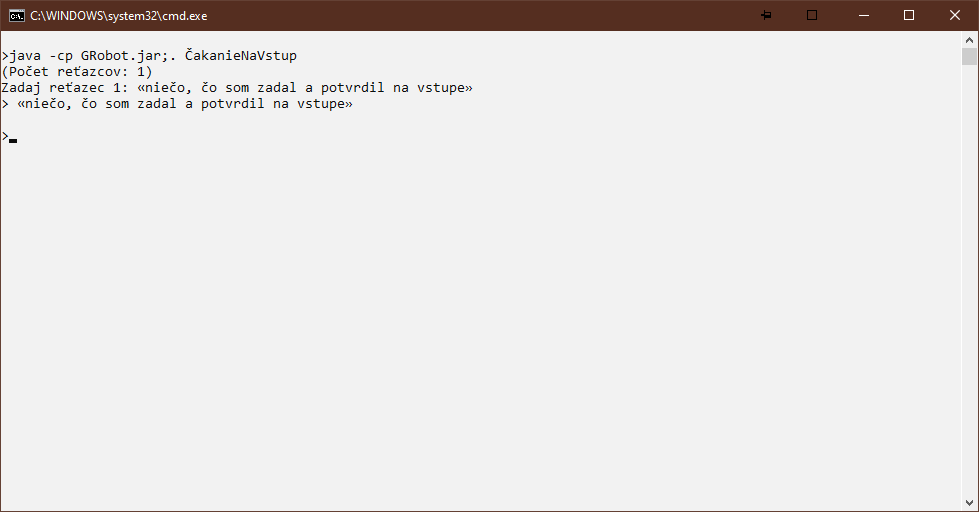 C:\WINDOWS\system32\cmd.exe
>java -cp GRobot.jar;. ČakanieNaVstup
(Počet reťazcov: 1)
Zadaj reťazec 1: «niečo, čo som zadal a potvrdil na vstupe»
> «niečo, čo som zadal a potvrdil na vstupe»
>